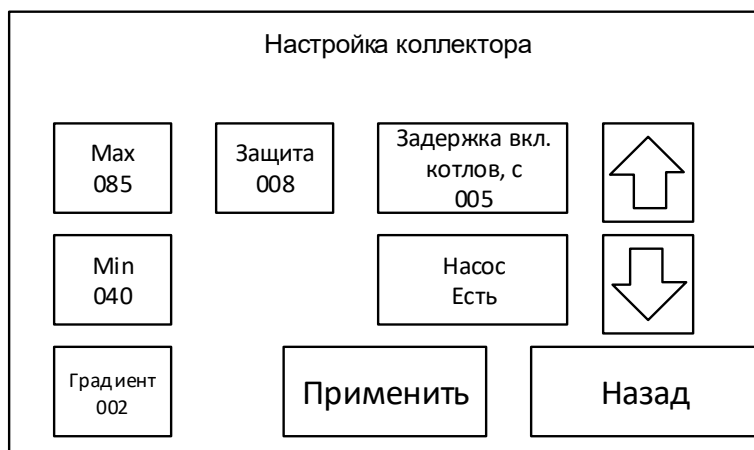 Настройка коллектора
Max
085
Защита
008
Задержка вкл.
котлов, с
005
Min
040
Насос
Есть
Градиент
002
Применить
Назад